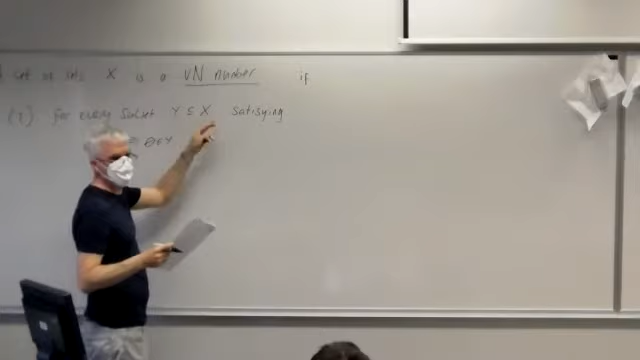 set of sets X is a VN number if
(1) For every subset Y ⊆ X satisfying
∅ ∈ Y